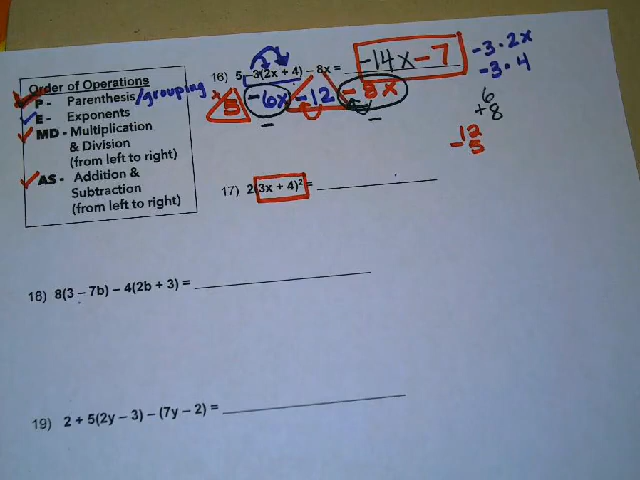 Order of Operations
P - Parenthesis /grouping
E - Exponents
MD - Multiplication
& Division
(from left to right)
AS - Addition &
Subtraction
(from left to right)
16) 5 - 3(2x + 4) - 8x = -14x - 7
5 - 6x - 12 - 8x
-3 · 2x
-3 · 4
6
+ 8
12
- 5
17) 2(3x + 4)² = 
18) 8(3 - 7b) - 4(2b + 3) =
19) 2 + 5(2y - 3) - (7y - 2) =